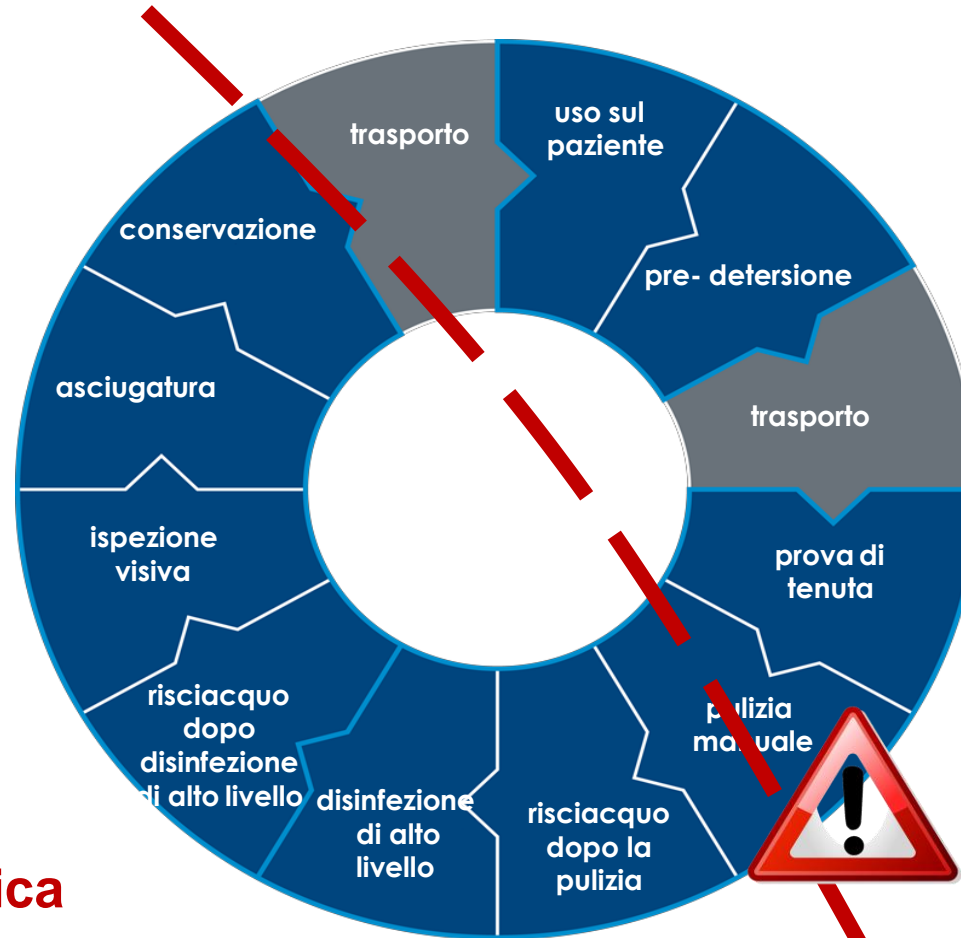 trasporto
uso sul
paziente
conservazione
pre- detersione
asciugatura
trasporto
ispezione
visiva
prova di
tenuta
risciacquo
dopo
disinfezione
di alto livello
disinfezione
di alto
livello
risciacquo
dopo la
pulizia
pulizia
manuale
ica